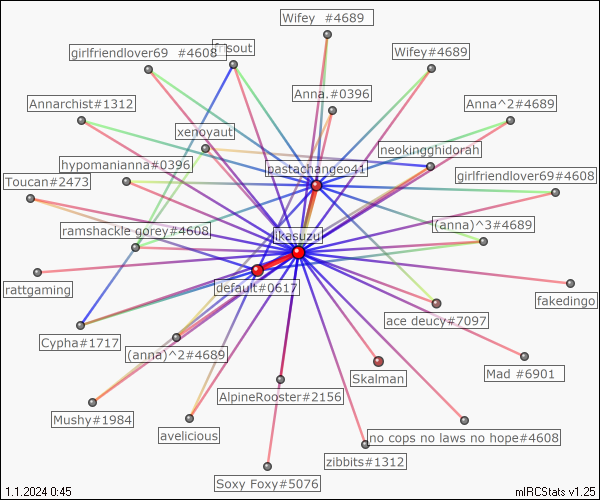 Wifey #4689
girlfriendlover69 #4608
frisout
Wifey#4689
Anna.#0396
Annarchist#1312
Anna^2#4689
xenoyaut
neokingghidorah
hypomaniann#0396
pastachangeo41
Toucan#2473
girlfriendlover69#4608
ramshackle gorey#4608
ikasuzu
(anna)^3#4689
rattgaming
default#0617
fakedingo
ace deucy#7097
Cypha#1717
(anna)^2#4689
Skalman
Mad #6901
Mushy#1984
AlpineRooster#2156
avelicious
no cops no laws no hope#4608
zibbits#1312
Soxy Foxy#5076
1.1.2024 0:45
mIRCStats v1.25